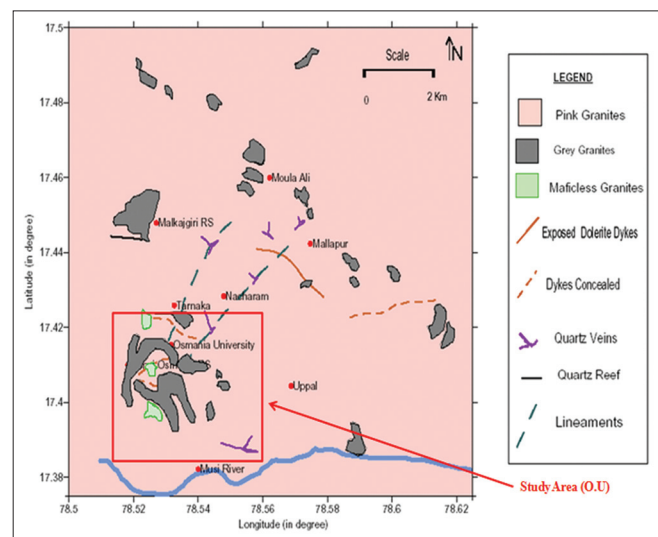 17.5
17.48
17.46
17.44
17.42
17.4
17.38
Latitude (in degree)
Scale
0
2 Km
N
Moula Ali
Malkajgiri RS
Mallapur
Nacharam
Tarnaka
Osmania University
Uppal
Musi River
78.5
78.52
78.54
78.56
78.58
78.6
78.62
Longitude (in degree)
LEGEND
Pink Granites
Grey Granites
Maficless Granites
Exposed Dolerite Dykes
Dykes Concealed
Quartz Veins
Quartz Reef
Lineaments
Study Area (O.U)